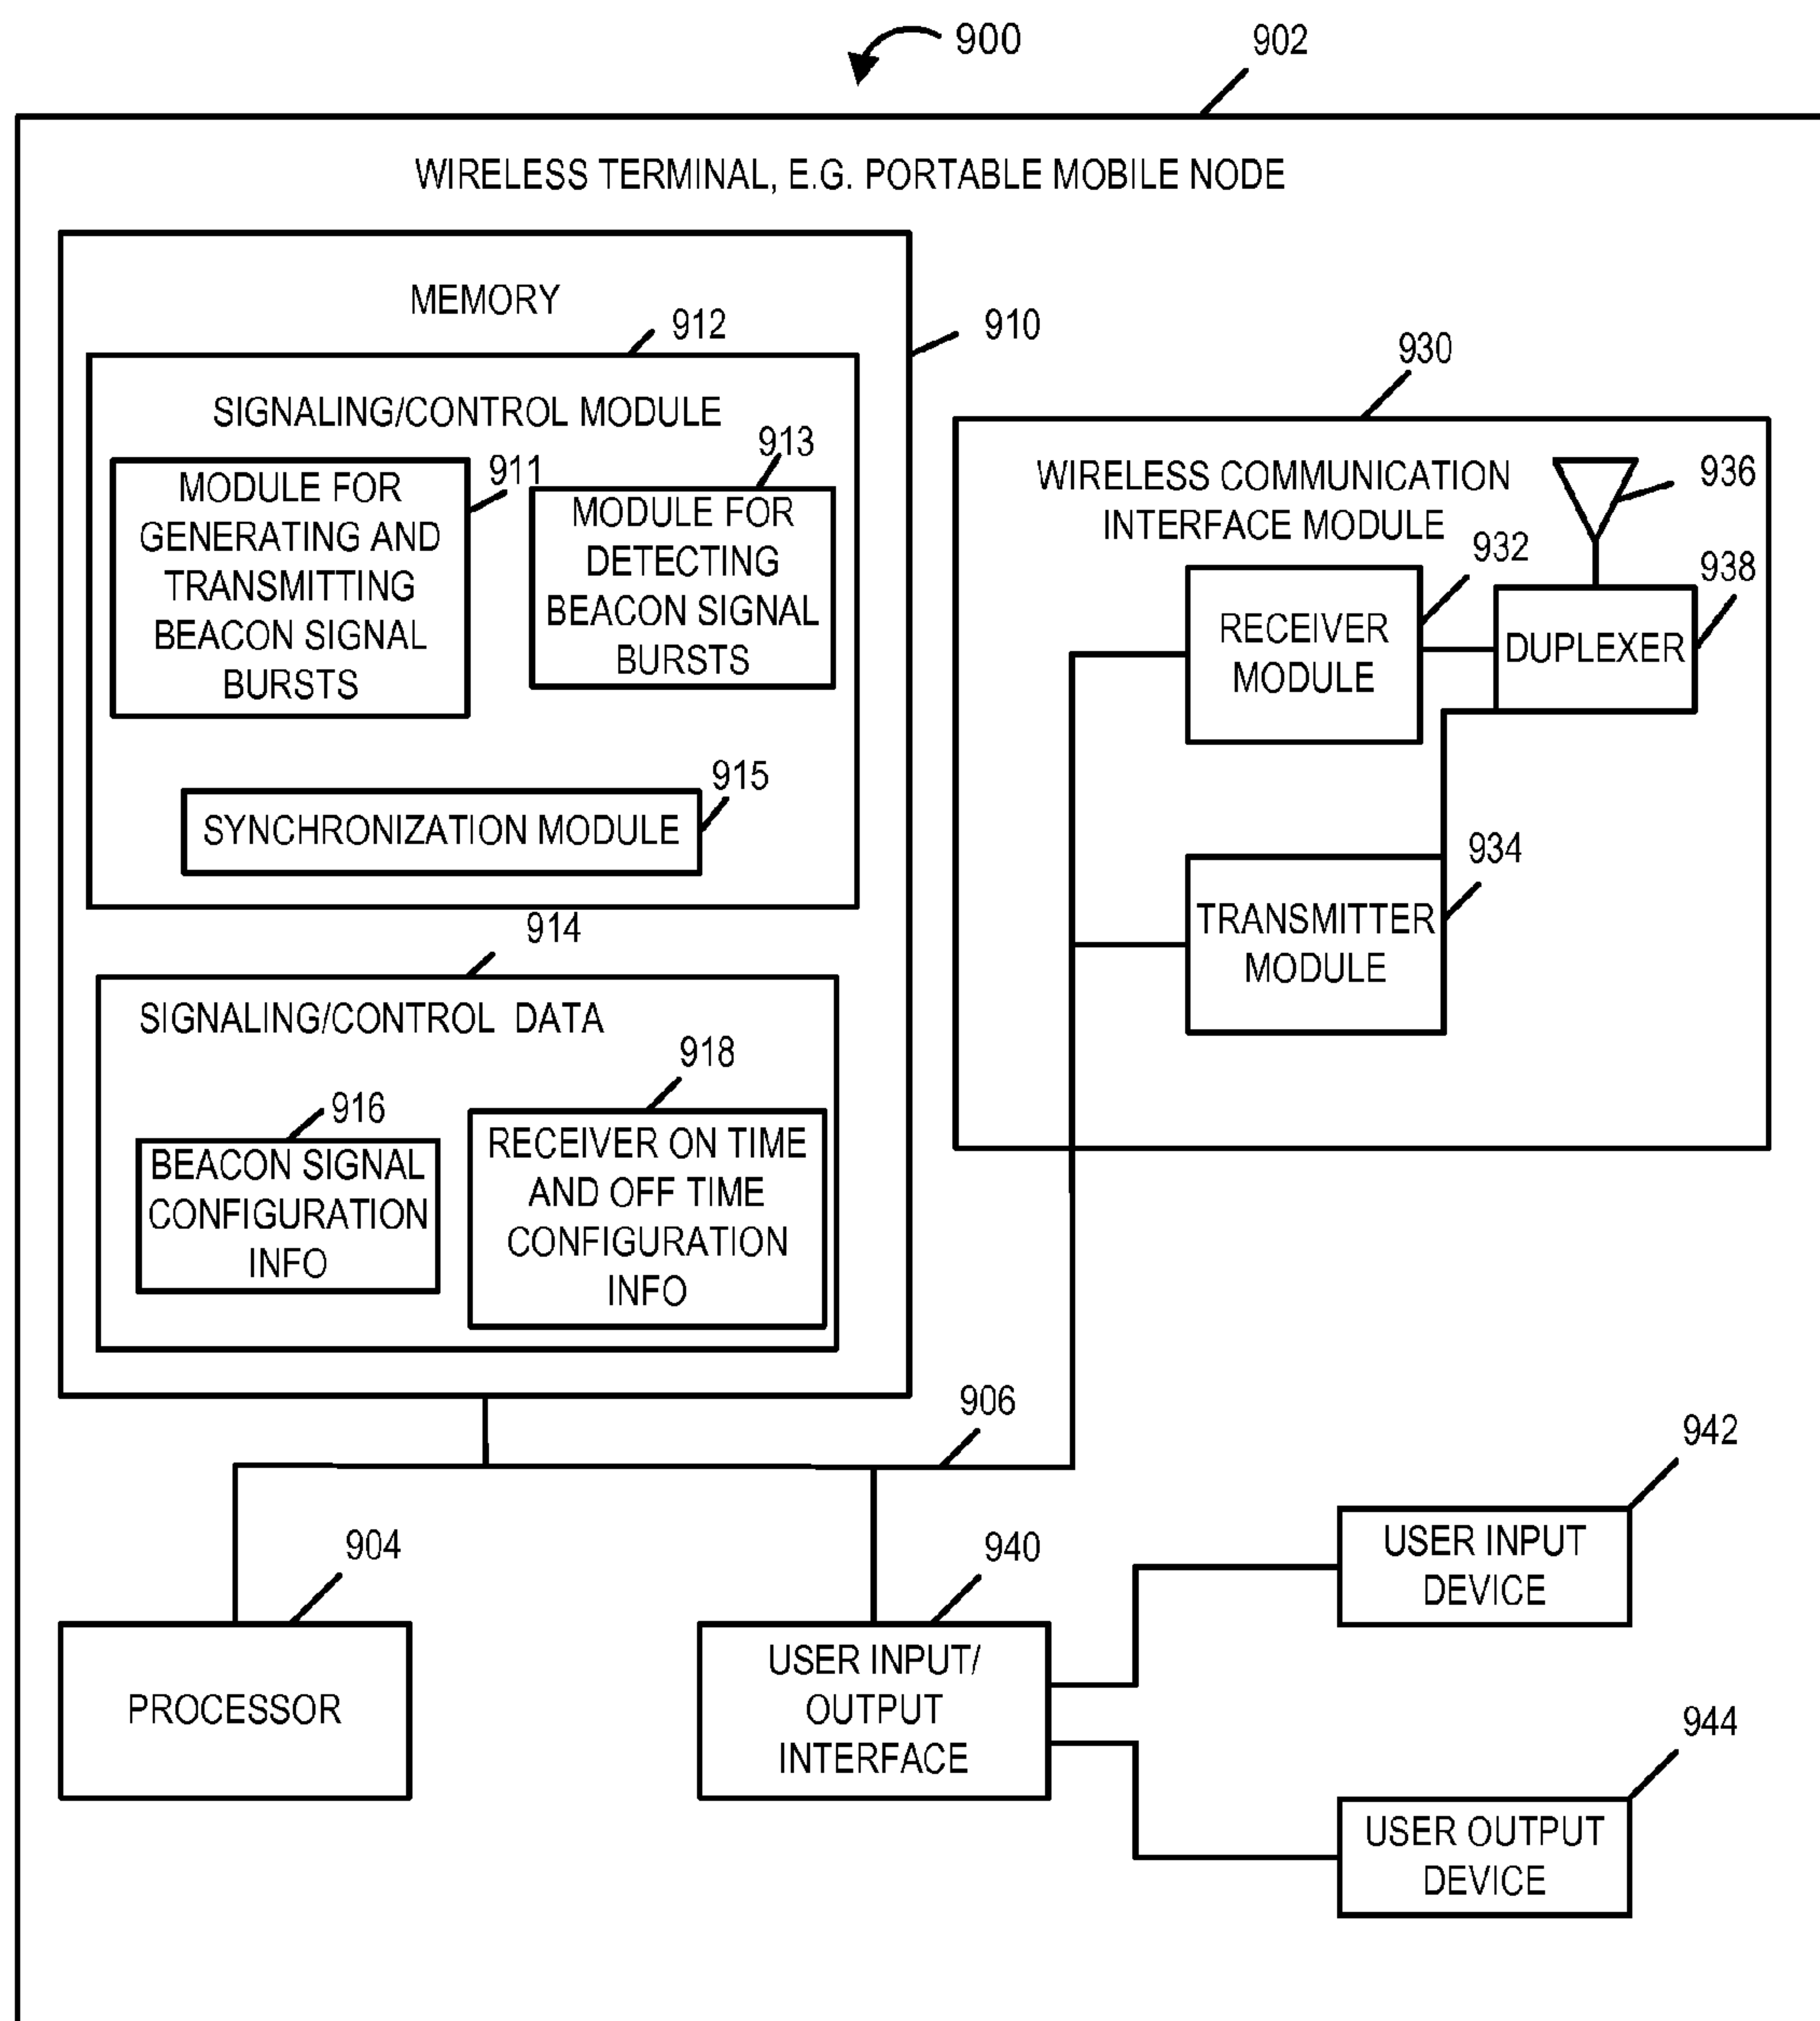 900
902
WIRELESS TERMINAL, E.G. PORTABLE MOBILE NODE
MEMORY
910
912
SIGNALING/CONTROL MODULE
911
MODULE FOR
GENERATING AND
TRANSMITTING
BEACON SIGNAL
BURSTS
913
MODULE FOR
DETECTING
BEACON SIGNAL
BURSTS
915
SYNCHRONIZATION MODULE
914
SIGNALING/CONTROL DATA
916
BEACON SIGNAL
CONFIGURATION
INFO
918
RECEIVER ON TIME
AND OFF TIME
CONFIGURATION
INFO
930
WIRELESS COMMUNICATION
INTERFACE MODULE
936
932
RECEIVER
MODULE
938
DUPLEXER
934
TRANSMITTER
MODULE
906
904
PROCESSOR
940
USER INPUT/
OUTPUT
INTERFACE
942
USER INPUT
DEVICE
944
USER OUTPUT
DEVICE